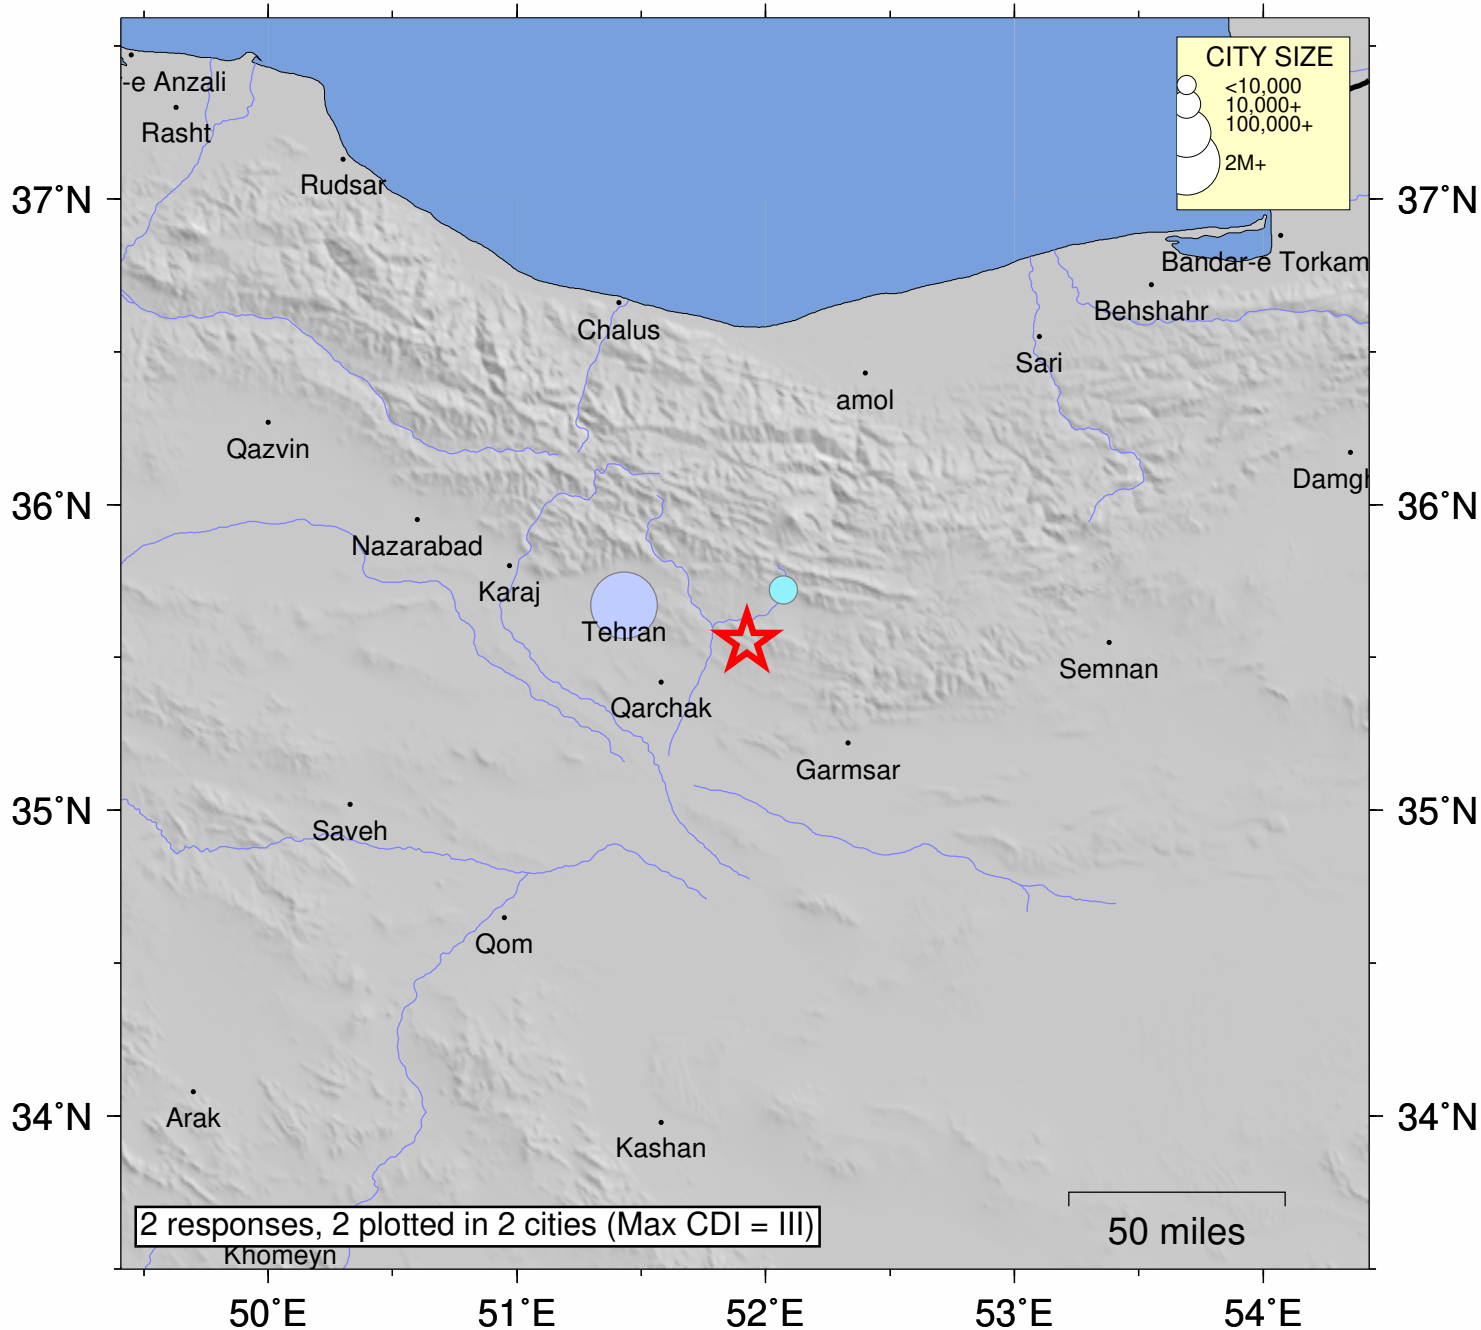 CITY SIZE
<10,000
10,000+
100,000+
2M+
-e Anzali
Rasht
Rudsar
37˚N
37˚N
Bandar-e Torkam
Behshahr
Chalus
Sari
amol
Qazvin
Damgh
36˚N
36˚N
Nazarabad
Karaj
Tehran
Semnan
Qarchak
Garmsar
35˚N
35˚N
Saveh
Qom
34˚N
34˚N
Arak
Kashan
2 responses, 2 plotted in 2 cities (Max CDI = III)
50 miles
Khomeyn
50˚E
51˚E
52˚E
53˚E
54˚E